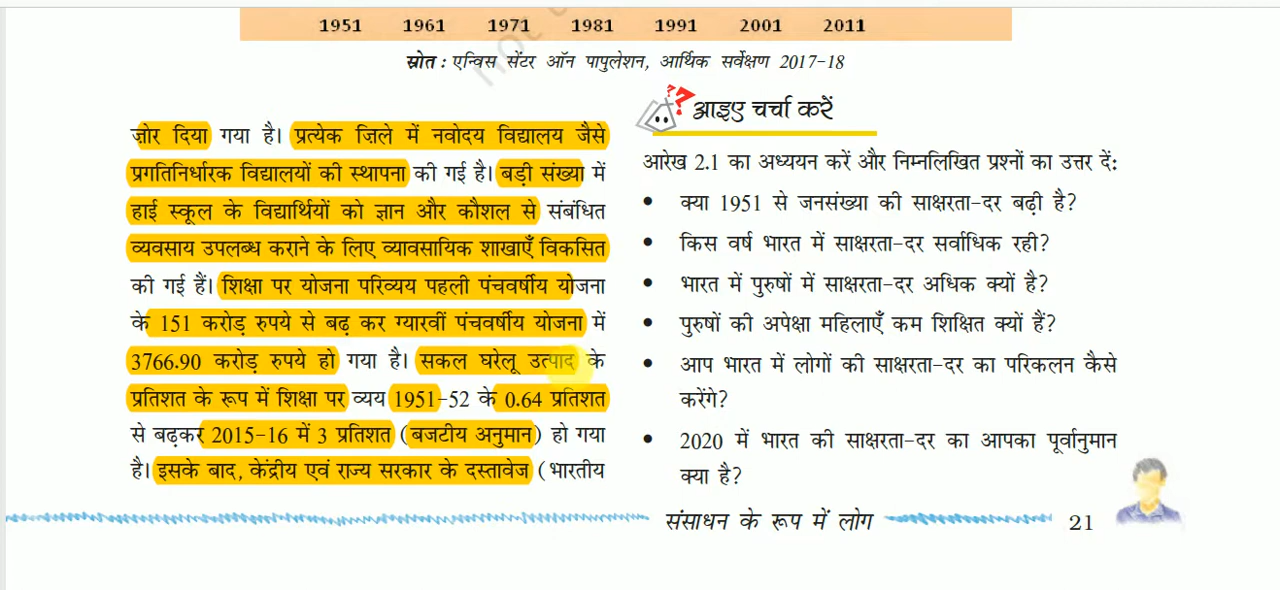 1951 1961 1971 1981 1991 2001 2011
स्रोत : एन्विस सेंटर ऑन पापुलेशन, आर्थिक सर्वेक्षण 2017-18
ज़ोर दिया गया है। प्रत्येक ज़िले में नवोदय विद्यालय जैसे
प्रगतिनिर्धारक विद्यालयों की स्थापना की गई है। बड़ी संख्या में
हाई स्कूल के विद्यार्थियों को ज्ञान और कौशल से संबंधित
व्यवसाय उपलब्ध कराने के लिए व्यावसायिक शाखाएँ विकसित
की गई हैं। शिक्षा पर योजना परिव्यय पहली पंचवर्षीय योजना
के 151 करोड़ रुपये से बढ़ कर ग्यारवीं पंचवर्षीय योजना में
3766.90 करोड़ रुपये हो गया है। सकल घरेलू उत्पाद के
प्रतिशत के रूप में शिक्षा पर व्यय 1951-52 के 0.64 प्रतिशत
से बढ़कर 2015-16 में 3 प्रतिशत (बजटीय अनुमान) हो गया
है। इसके बाद, केंद्रीय एवं राज्य सरकार के दस्तावेज (भारतीय
??
आइए चर्चा करें
आरेख 2.1 का अध्ययन करें और निम्नलिखित प्रश्नों का उत्तर दें:
• क्या 1951 से जनसंख्या की साक्षरता-दर बढ़ी है?
• किस वर्ष भारत में साक्षरता-दर सर्वाधिक रही?
• भारत में पुरुषों में साक्षरता-दर अधिक क्यों है?
• पुरुषों की अपेक्षा महिलाएँ कम शिक्षित क्यों हैं?
• आप भारत में लोगों की साक्षरता-दर का परिकलन कैसे
करेंगे?
• 2020 में भारत की साक्षरता-दर का आपका पूर्वानुमान
क्या है?
संसाधन के रूप में लोग 21